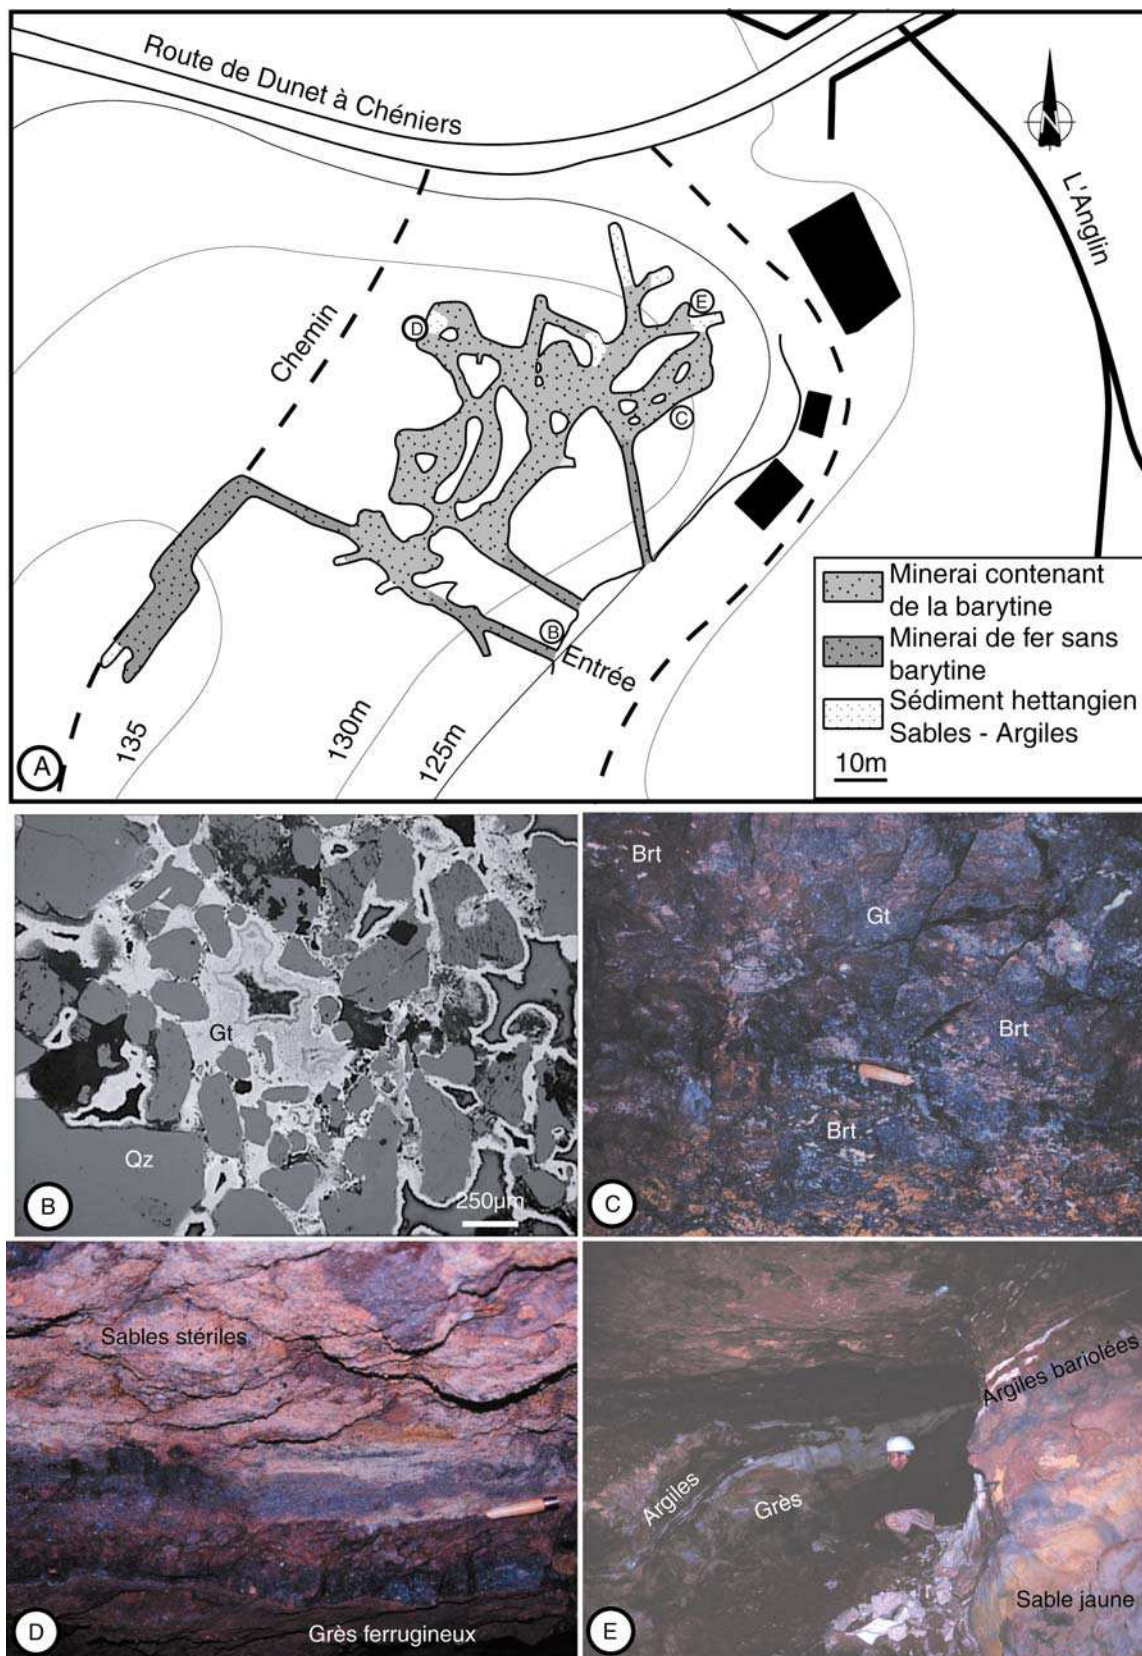 Route de Dunet à Chéniers
N
L'Anglin
Chemin
D
E
C
B
Entrée
135
130m
125m
A
Minerai contenant
de la barytine
Minerai de fer sans
barytine
Sédiment hettangien
Sables - Argiles
10m
Gt
Qz
250µm
B
Brt
Gt
Brt
Brt
C
Sables stériles
Grès ferrugineux
D
Argiles bariolées
Argiles
Grès
Sable jaune
E